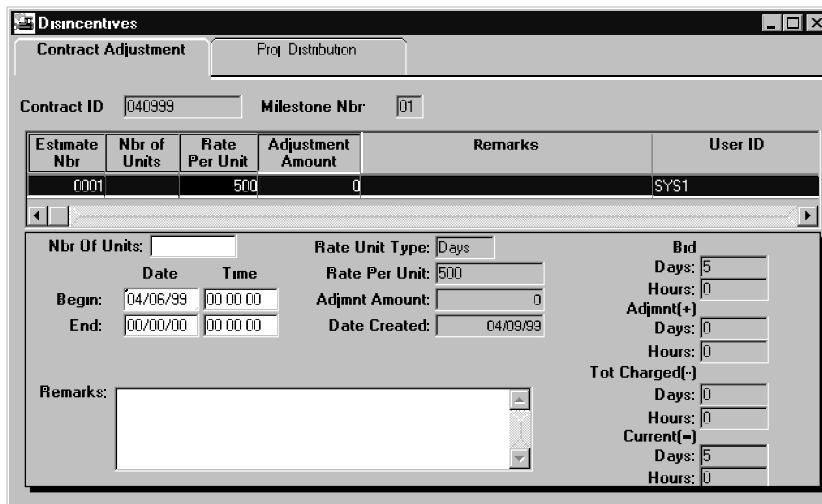 Disincentives
Contract Adjustment Proj Distribution
Contract ID 040999 Milestone Nbr 01
Estimate Nbr Nbr of Units Rate Per Unit Adjustment Amount Remarks User ID
0001 500 0 SYS1
Nbr Of Units: Rate Unit Type: Days Bid
Date Time Rate Per Unit: 500 Days: 5
Hours: 0
Begin: 04/06/99 00 00 00 Adjmnt Amount: 0 Adjmnt(+)
End: 00/00/00 00 00 00 Date Created: 04/09/99 Days: 0
Hours: 0
Tot Charged(-)
Remarks: Days: 0
Hours: 0
Current(=)
Days: 5
Hours: 0